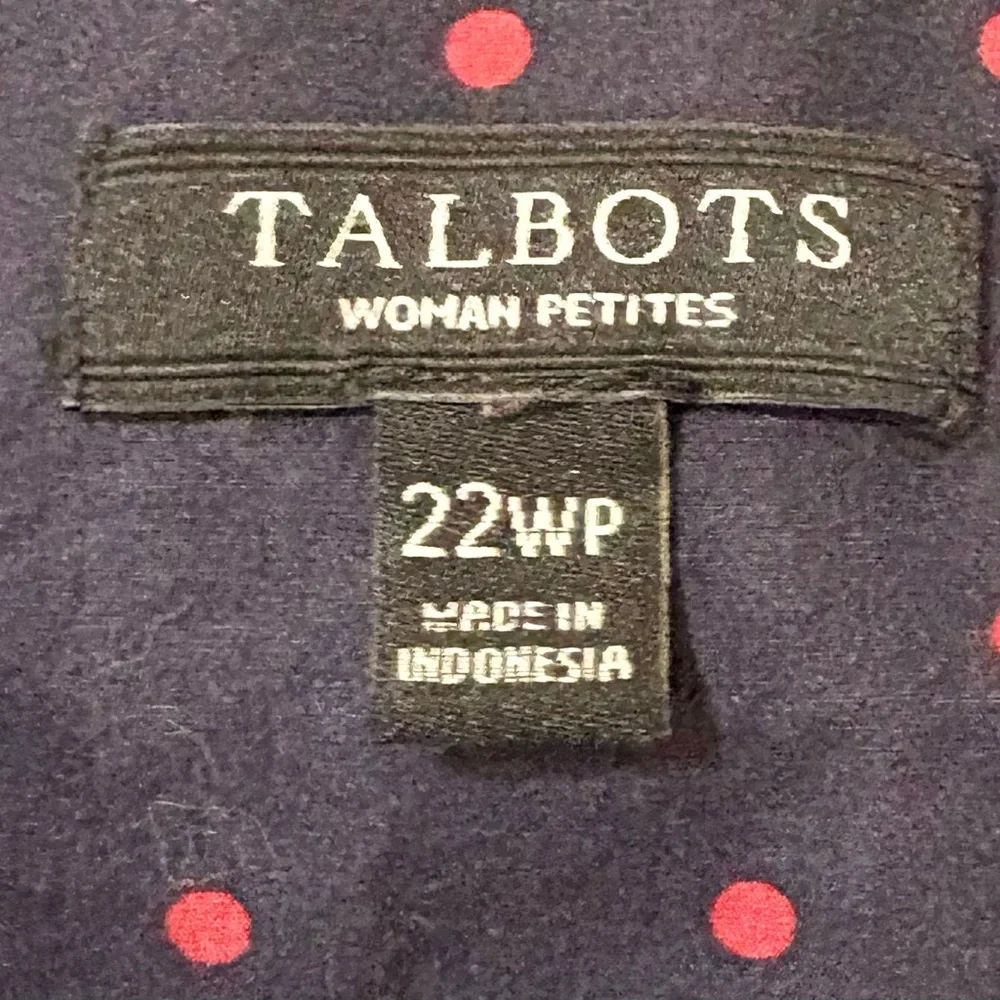 TALBOTS
WOMAN PETITES
22WP
MADE IN
INDONESIA